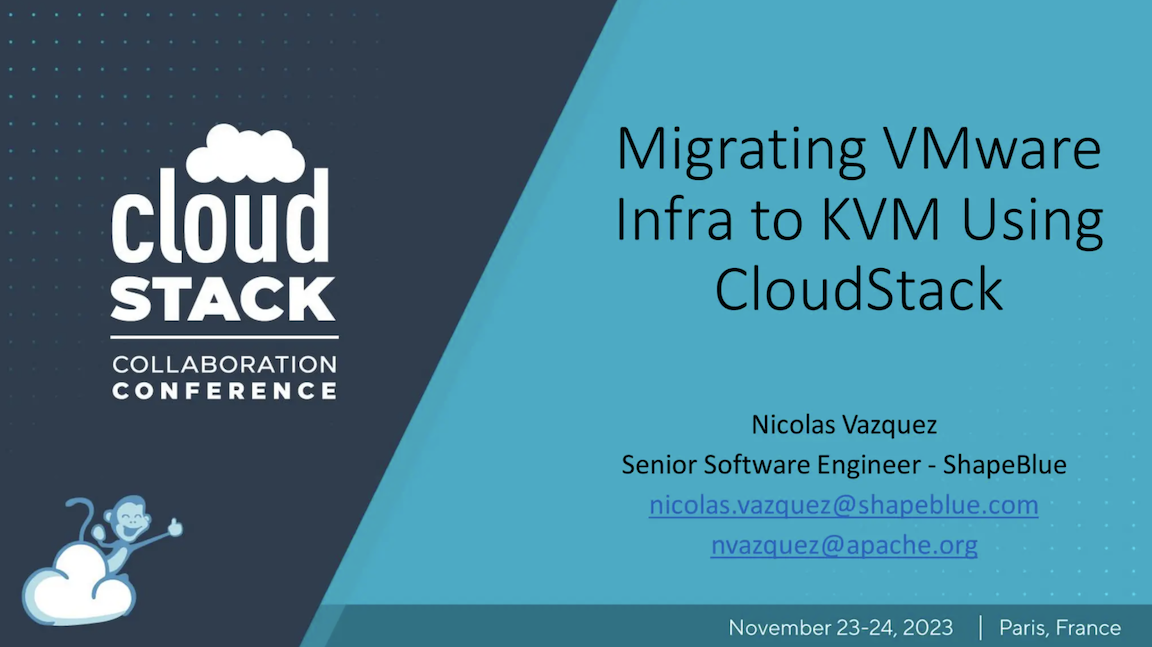 cloud
STACK
COLLABORATION
CONFERENCE
Migrating VMware
Infra to KVM Using
CloudStack
Nicolas Vazquez
Senior Software Engineer - ShapeBlue
nicolas.vazquez@shapeblue.com
nvazquez@apache.org
November 23-24, 2023 | Paris, France